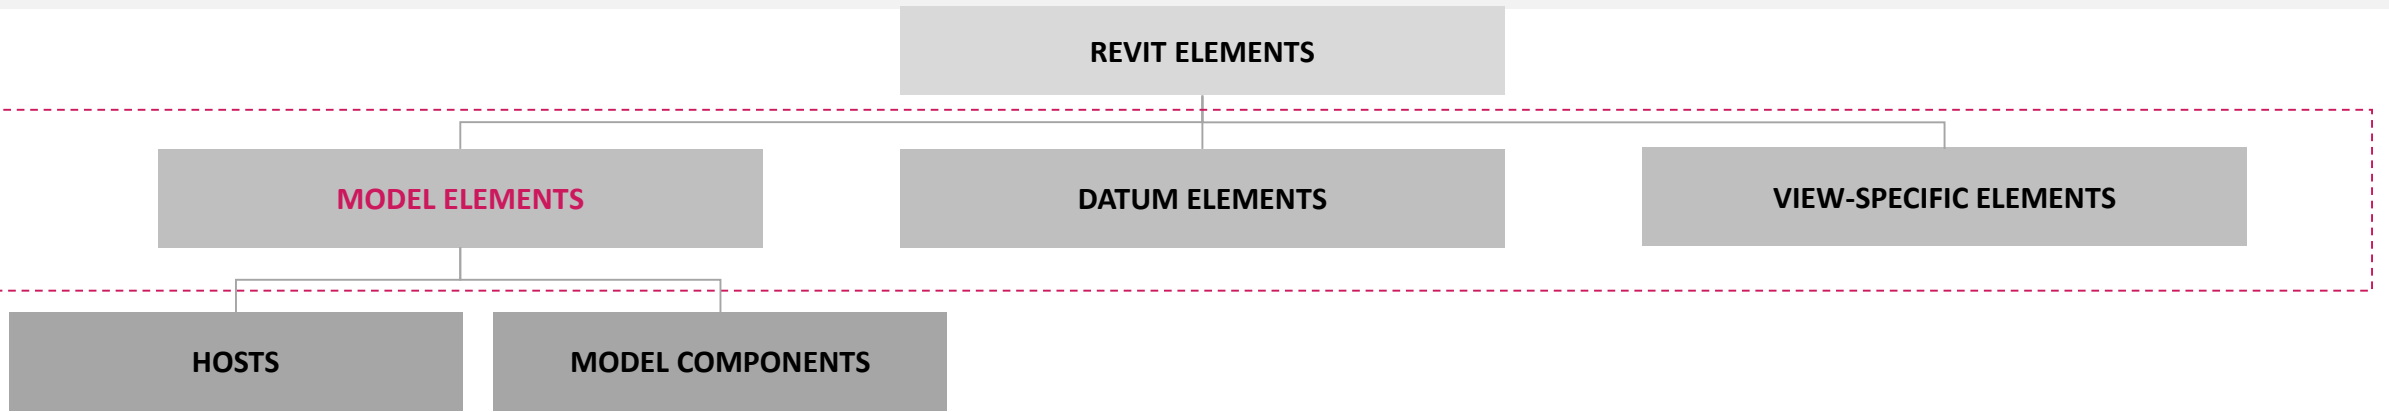 REVIT ELEMENTS
MODEL ELEMENTS
DATUM ELEMENTS
VIEW-SPECIFIC ELEMENTS
HOSTS
MODEL COMPONENTS